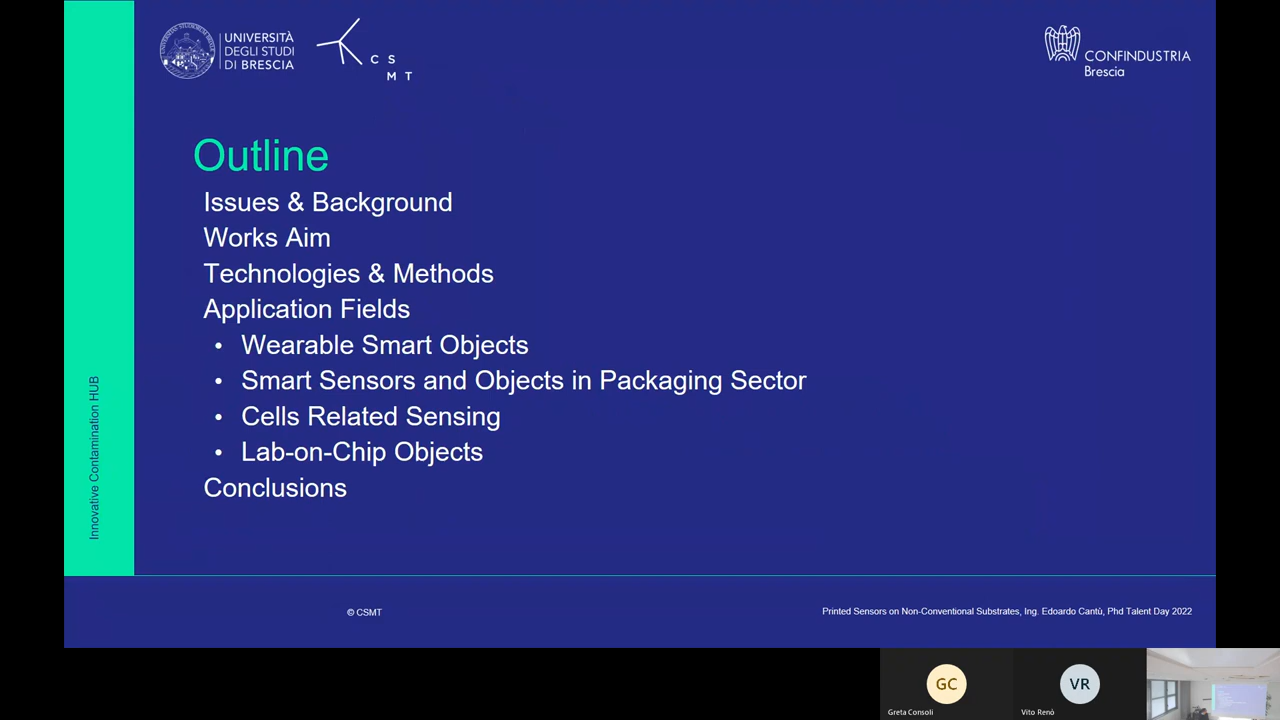 UNIVERSITÀ
DEGLI STUDI
DI BRESCIA
C S
M T
CONFINDUSTRIA
Brescia
Outline
Issues & Background
Works Aim
Technologies & Methods
Application Fields
• Wearable Smart Objects
• Smart Sensors and Objects in Packaging Sector
• Cells Related Sensing
• Lab-on-Chip Objects
Conclusions
Innovative Contamination HUB
© CSMT
Printed Sensors on Non-Conventional Substrates, Ing. Edoardo Cantù, Phd Talent Day 2022
GC
Greta Consoli
VR
Vito Renò